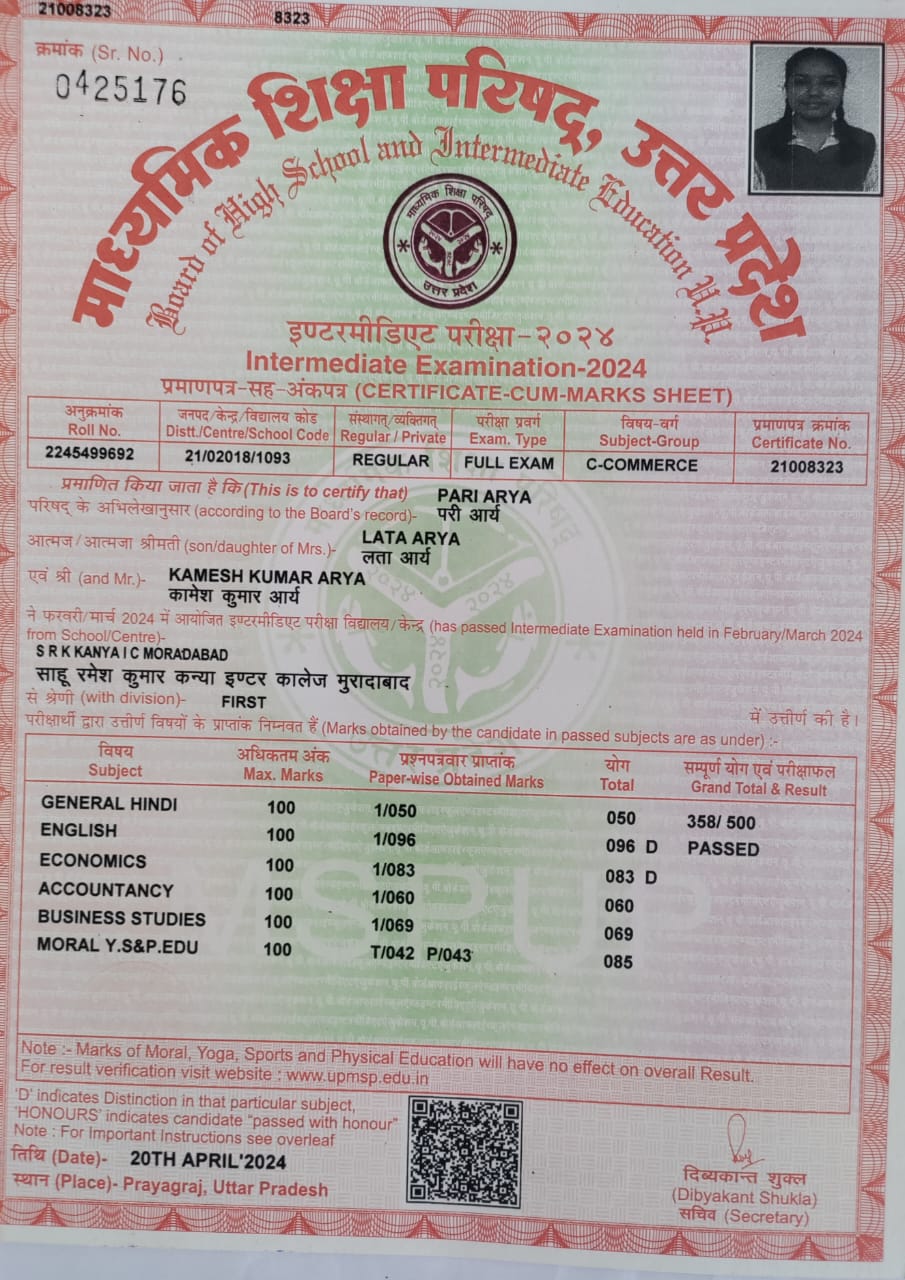 21008323
8323
क्रमांक (Sr. No.)
0425176
माध्यमिक शिक्षा परिषद्, उत्तर प्रदेश
Board of High School and Intermediate Education U.P.
माध्यमिक शिक्षा परिषद्
उत्तर प्रदेश
इण्टरमीडिएट परीक्षा-२०२४
Intermediate Examination-2024
प्रमाणपत्र-सह-अंकपत्र (CERTIFICATE-CUM-MARKS SHEET)
अनुक्रमांक जनपद/केन्द्र/विद्यालय कोड संस्थागत्/व्यक्तिगत् परीक्षा प्रवर्ग विषय-वर्ग प्रमाणपत्र क्रमांक
Roll No. Distt./Centre/School Code Regular / Private Exam. Type Subject-Group Certificate No.
2245499692 21/02018/1093 REGULAR FULL EXAM C-COMMERCE 21008323
प्रमाणित किया जाता है कि (This is to certify that) PARI ARYA
परिषद् के अभिलेखानुसार (according to the Board's record)- परी आर्य
आत्मज/आत्मजा श्रीमती (son/daughter of Mrs.)- LATA ARYA
लता आर्य
एवं श्री (and Mr.)- KAMESH KUMAR ARYA
कामेश कुमार आर्य
ने फरवरी/मार्च 2024 में आयोजित इण्टरमीडिएट परीक्षा विद्यालय/केन्द्र (has passed Intermediate Examination held in February/March 2024
from School/Centre)-
S R K KANYA I C MORADABAD
साहू रमेश कुमार कन्या इण्टर कालेज मुरादाबाद
से श्रेणी (with division)- FIRST में उत्तीर्ण की है।
परीक्षार्थी द्वारा उत्तीर्ण विषयों के प्राप्तांक निम्नवत हैं (Marks obtained by the candidate in passed subjects are as under) :-
विषय अधिकतम अंक प्रश्नपत्रवार प्राप्तांक योग सम्पूर्ण योग एवं परीक्षाफल
Subject Max. Marks Paper-wise Obtained Marks Total Grand Total & Result
GENERAL HINDI 100 1/050 050 358/ 500
ENGLISH 100 1/096 096 D PASSED
ECONOMICS 100 1/083 083 D
ACCOUNTANCY 100 1/060 060
BUSINESS STUDIES 100 1/069 069
MORAL Y.S&P.EDU 100 T/042 P/043 085
Note :- Marks of Moral, Yoga, Sports and Physical Education will have no effect on overall Result.
For result verification visit website : www.upmsp.edu.in
'D' indicates Distinction in that particular subject,
'HONOURS' indicates candidate "passed with honour"
Note : For Important Instructions see overleaf
तिथि (Date)- 20TH APRIL'2024
स्थान (Place)- Prayagraj, Uttar Pradesh
दिब्यकान्त शुक्ल
(Dibyakant Shukla)
सचिव (Secretary)